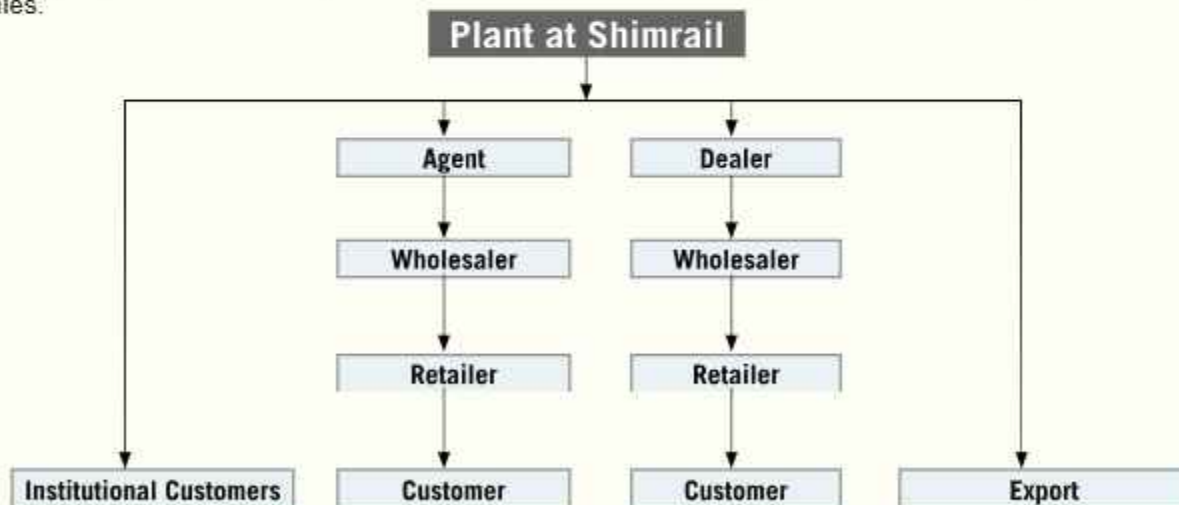 Plant at Shimrail
Agent Dealer
Wholesaler Wholesaler
Retailer Retailer
Institutional Customers Customer Customer Export